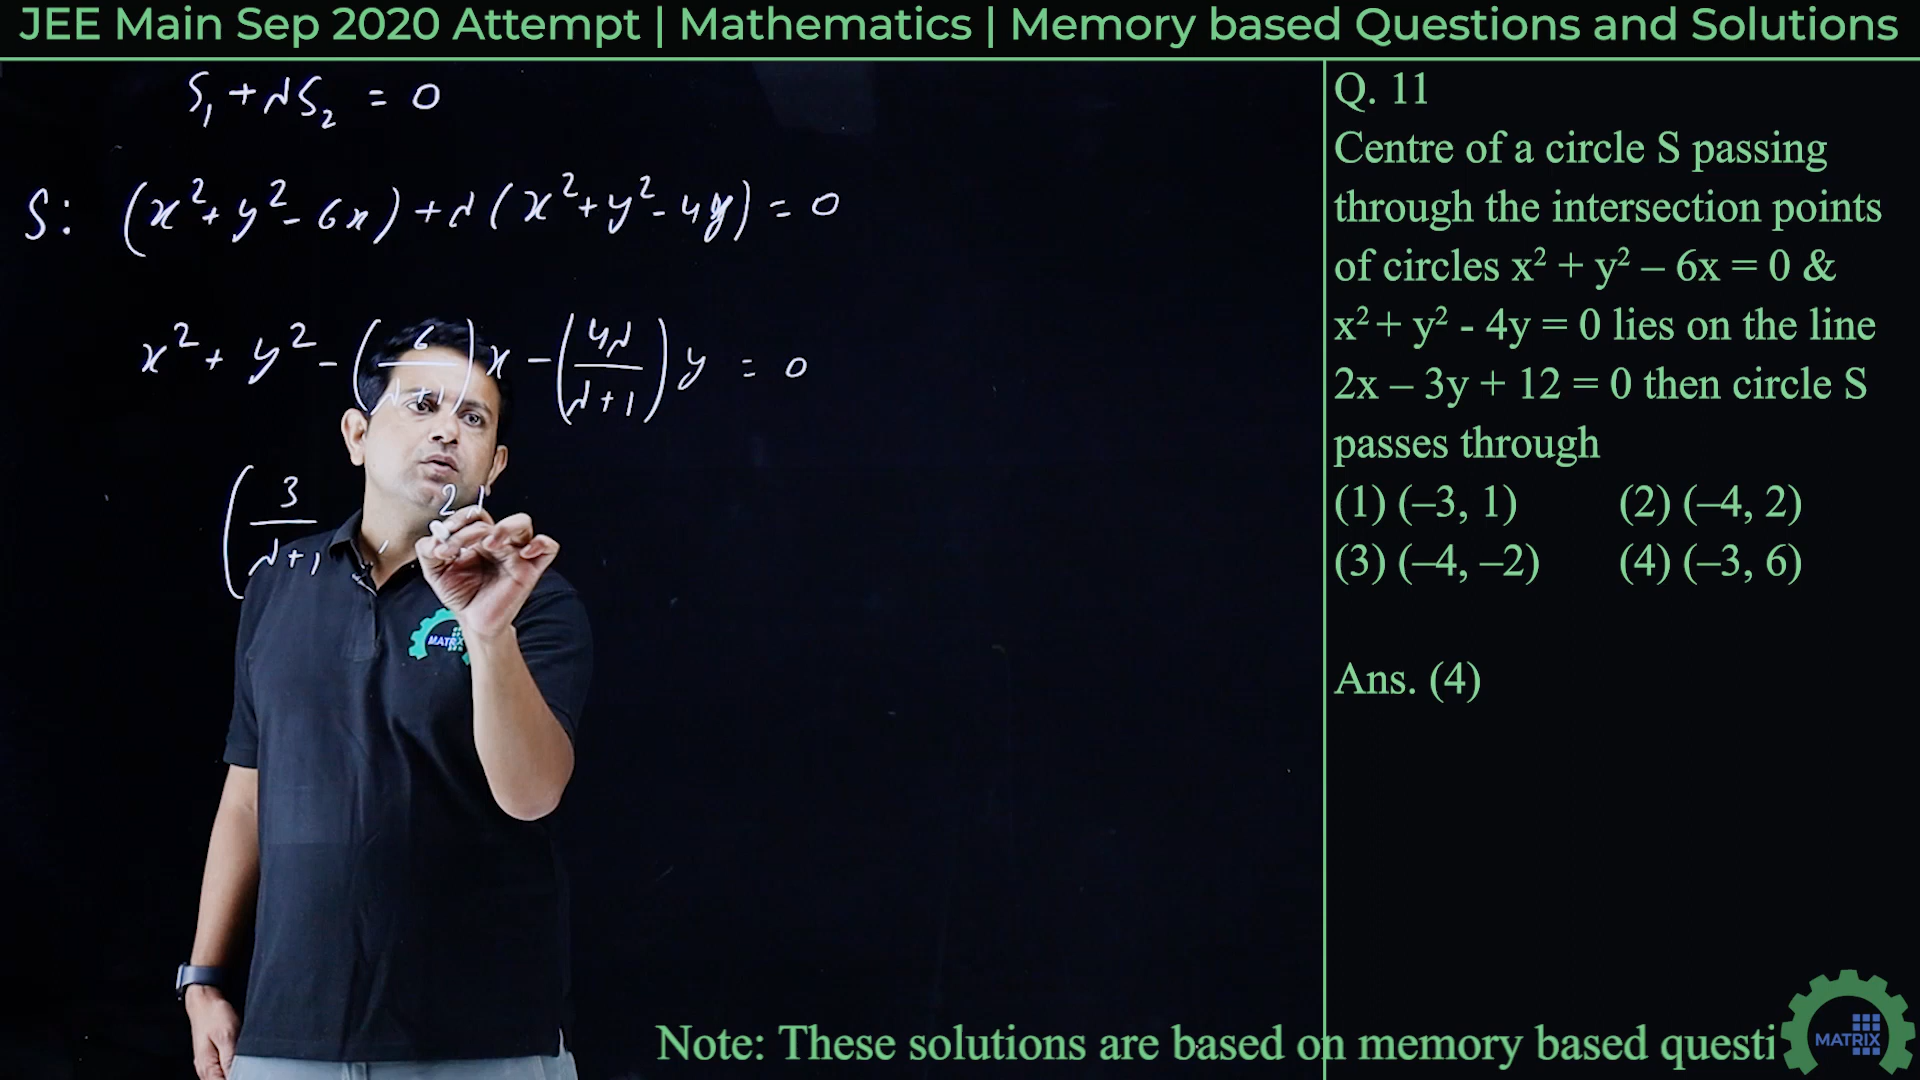 JEE Main Sep 2020 Attempt | Mathematics | Memory based Questions and Solutions
S₁ + λS₂ = 0
S: (x² + y² - 6x) + λ(x² + y² - 4y) = 0
x² + y² - (6/(λ+1))x - (4λ/(λ+1))y = 0
(3/(λ+1), 2λ
MATRIX
Q. 11
Centre of a circle S passing
through the intersection points
of circles x² + y² – 6x = 0 &
x² + y² - 4y = 0 lies on the line
2x – 3y + 12 = 0 then circle S
passes through
(1) (–3, 1) (2) (–4, 2)
(3) (–4, –2) (4) (–3, 6)
Ans. (4)
Note: These solutions are based on memory based questi
MATRIX